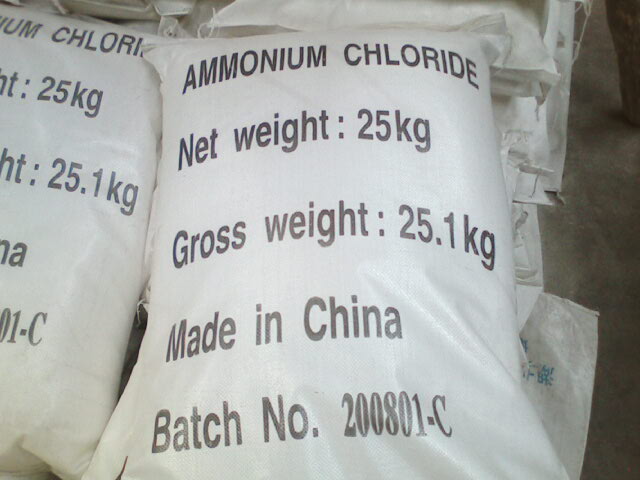 AMMONIUM CHLORIDE
Net weight: 25kg
Gross weight: 25.1kg
Made in China
Batch No. 200801-C
IUM CHLORI
ht: 25kg
ht: 25.1kg
na
01-C